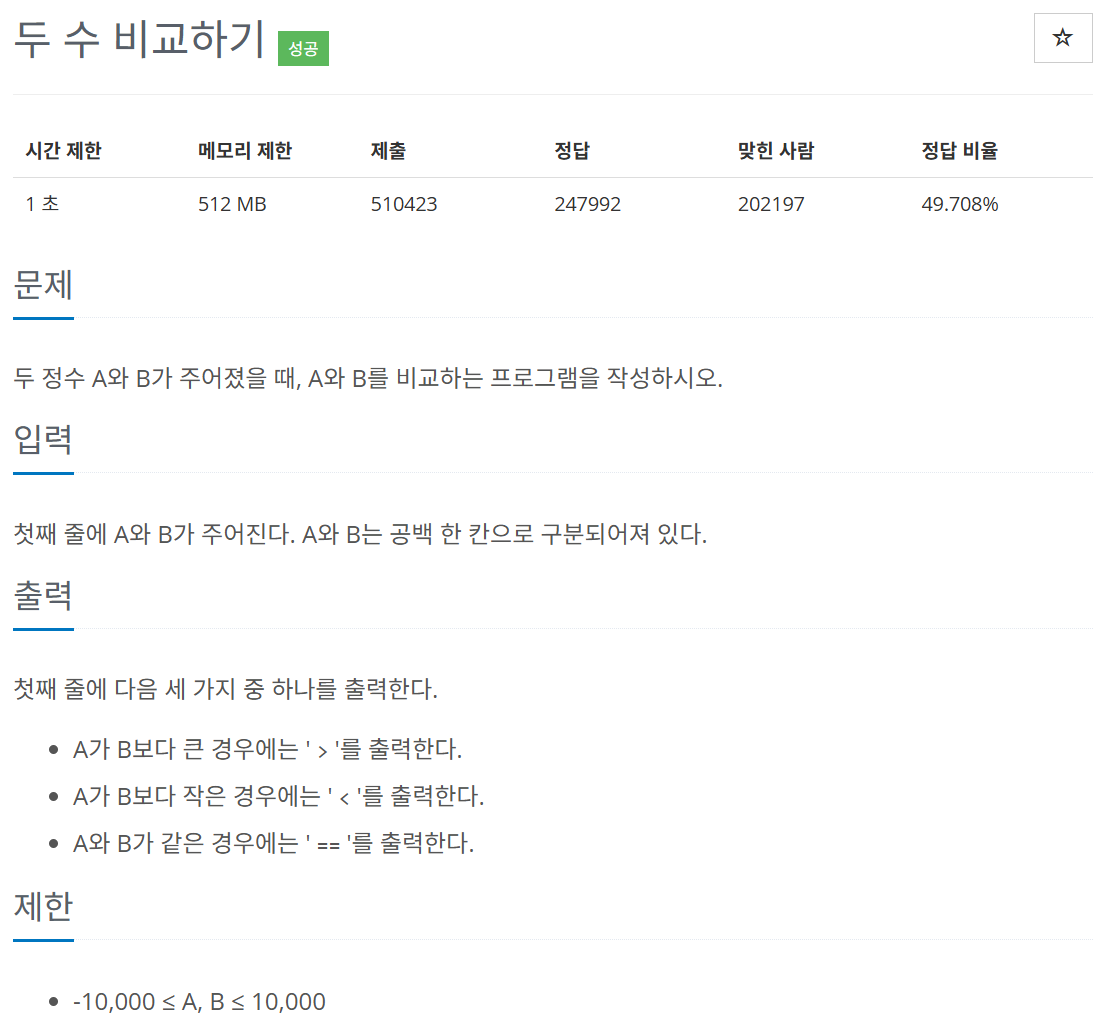 두 수 비교하기 성공
시간 제한 메모리 제한 제출 정답 맞힌 사람 정답 비율
1 초 512 MB 510423 247992 202197 49.708%
문제
두 정수 A와 B가 주어졌을 때, A와 B를 비교하는 프로그램을 작성하시오.
입력
첫째 줄에 A와 B가 주어진다. A와 B는 공백 한 칸으로 구분되어져 있다.
출력
첫째 줄에 다음 세 가지 중 하나를 출력한다.
A가 B보다 큰 경우에는 ' > '를 출력한다.
A가 B보다 작은 경우에는 ' < '를 출력한다.
A와 B가 같은 경우에는 ' == '를 출력한다.
제한
-10,000 ≤ A, B ≤ 10,000